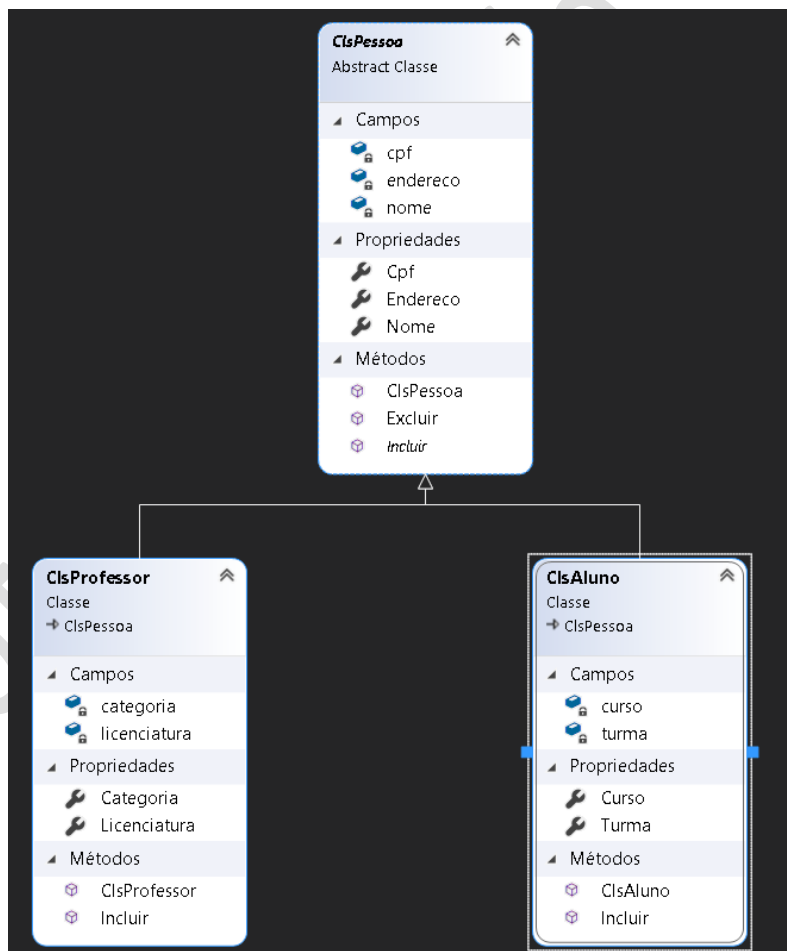 ClsPessoa
Abstract Classe
Campos
cpf
endereco
nome
Propriedades
Cpf
Endereco
Nome
Métodos
ClsPessoa
Excluir
Incluir
ClsProfessor
Classe
ClsPessoa
Campos
categoria
licenciatura
Propriedades
Categoria
Licenciatura
Métodos
ClsProfessor
Incluir
ClsAluno
Classe
ClsPessoa
Campos
curso
turma
Propriedades
Curso
Turma
Métodos
ClsAluno
Incluir